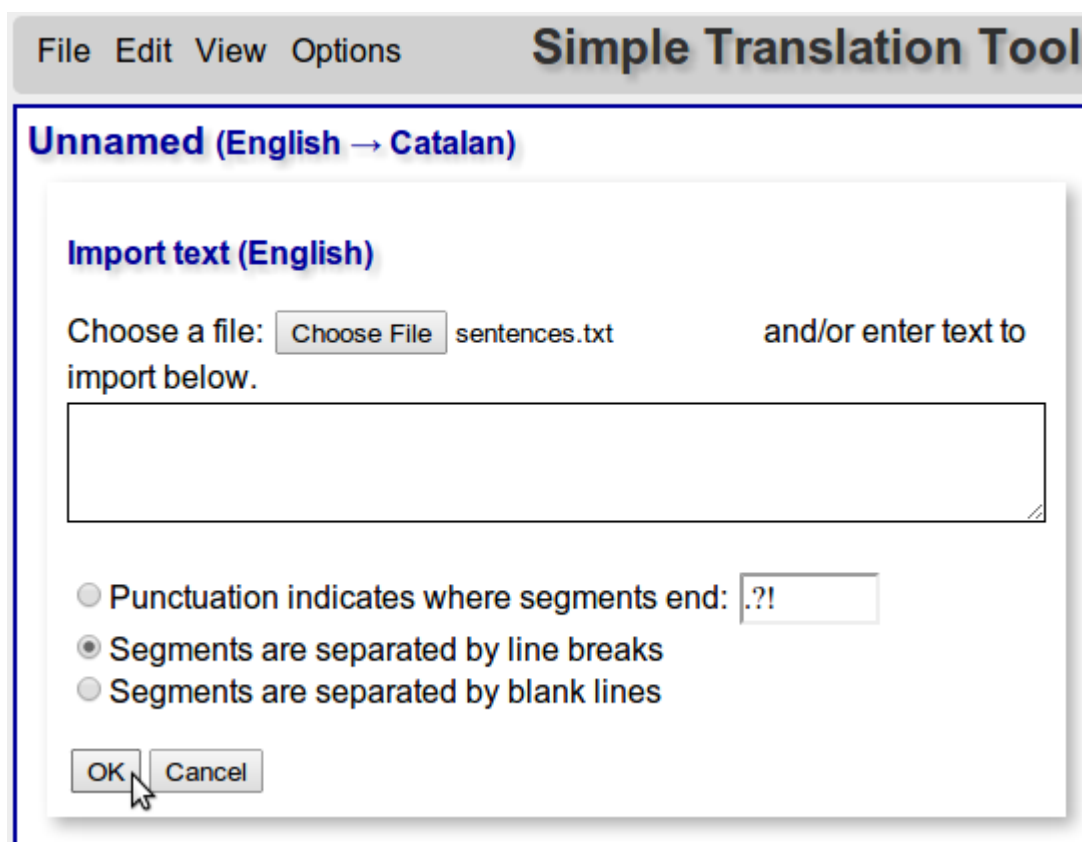 File Edit View Options Simple Translation Tool
Unnamed (English → Catalan)
Import text (English)
Choose a file: Choose File sentences.txt and/or enter text to
import below.
Punctuation indicates where segments end: .?!
Segments are separated by line breaks
Segments are separated by blank lines
OK Cancel